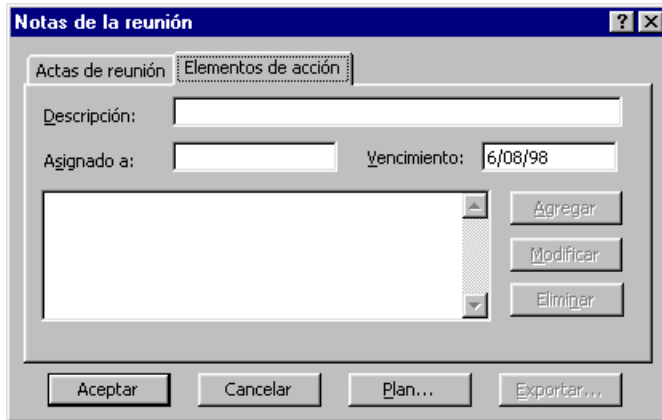 Notas de la reunión
Actas de reunión Elementos de acción
Descripción:
Asignado a: Vencimiento: 6/08/98
Agregar
Modificar
Eliminar
Aceptar Cancelar Plan... Exportar...